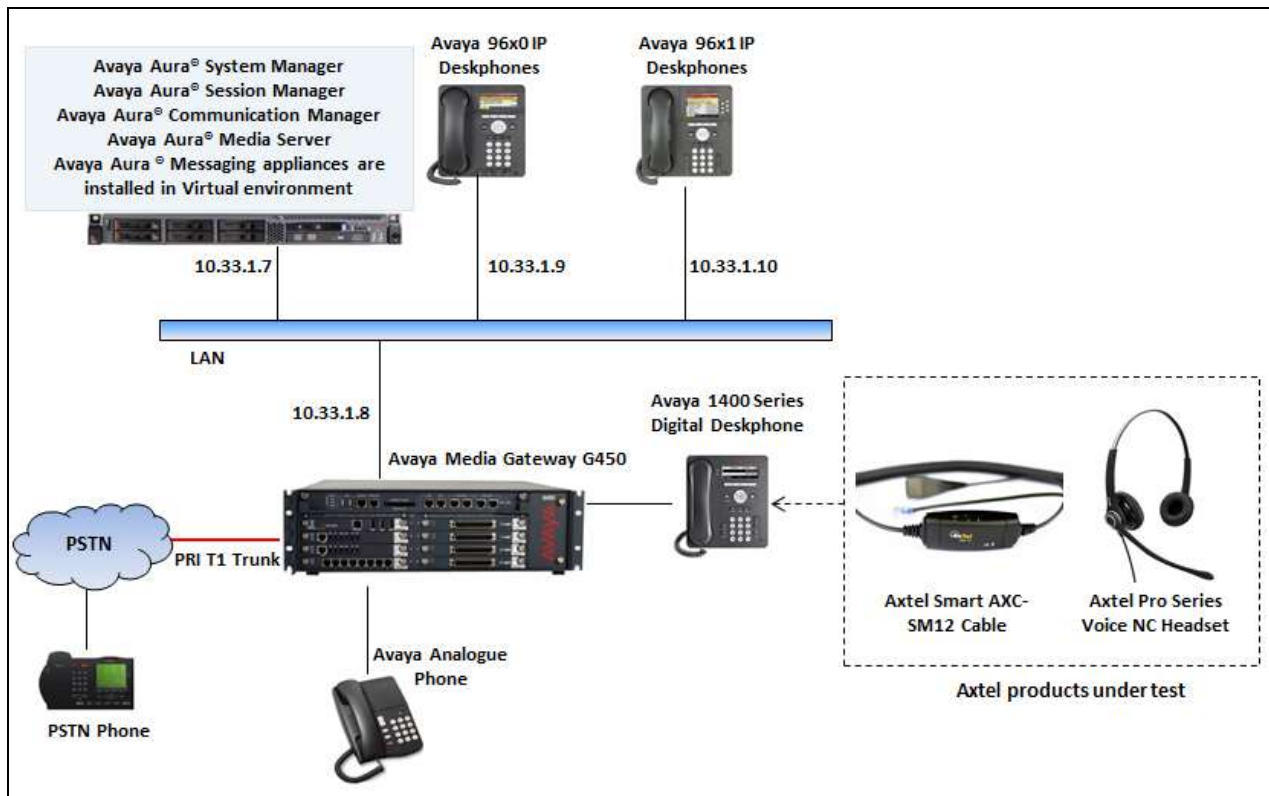 Avaya Aura® System Manager
Avaya Aura® Session Manager
Avaya Aura® Communication Manager
Avaya Aura® Media Server
Avaya Aura ® Messaging appliances are
installed in Virtual environment
Avaya 96x0 IP
Deskphones
Avaya 96x1 IP
Deskphones
10.33.1.7
10.33.1.9
10.33.1.10
LAN
10.33.1.8
Avaya 1400 Series
Digital Deskphone
Avaya Media Gateway G450
AVAYA
PSTN
PRI T1 Trunk
Axtel Smart AXC-
SM12 Cable
Axtel Pro Series
Voice NC Headset
Avaya Analogue
Phone
Axtel products under test
PSTN Phone